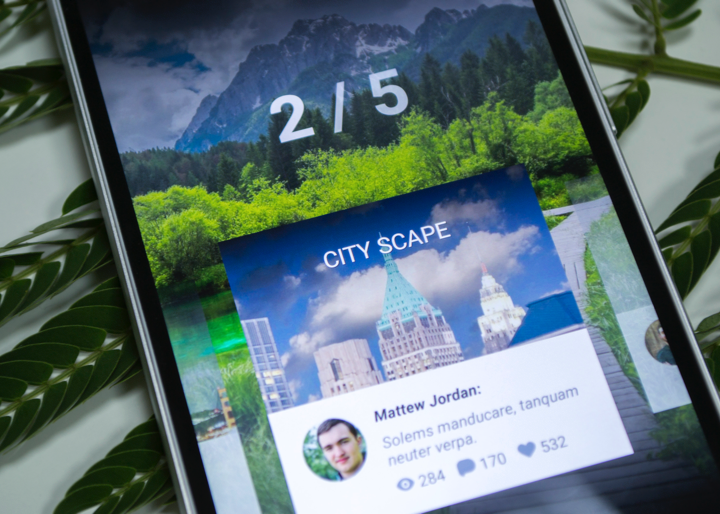 2 / 5
CITY SCAPE
Mattew Jordan:
Solems manducare, tanquam
neuter verpa.
284 170 532